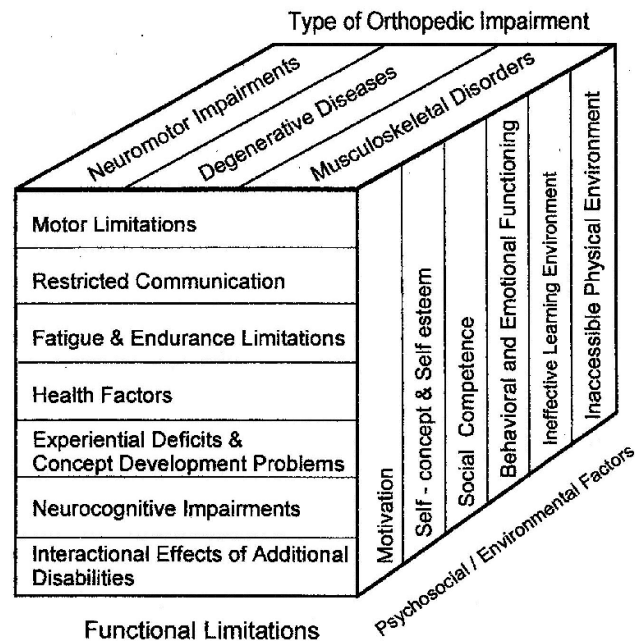 Type of Orthopedic Impairment
Neuromotor Impairments
Degenerative Diseases
Musculoskeletal Disorders
Motor Limitations
Restricted Communication
Fatigue & Endurance Limitations
Health Factors
Experiential Deficits &
Concept Development Problems
Neurocognitive Impairments
Interactional Effects of Additional
Disabilities
Functional Limitations
Motivation
Self - concept & Self esteem
Social Competence
Behavioral and Emotional Functioning
Ineffective Learning Environment
Inaccessible Physical Environment
Psychosocial / Environmental Factors